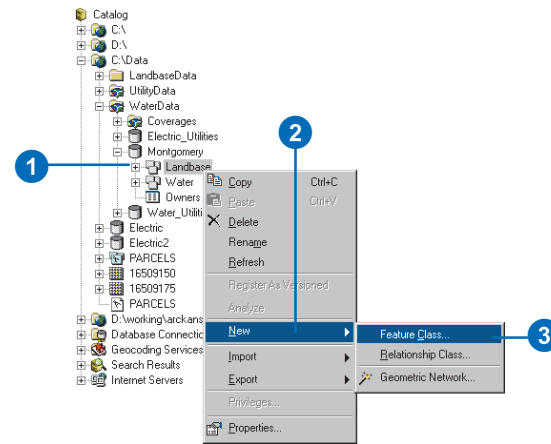 Catalog
C:\
D:\
C:\Data
LandbaseData
UtilityData
WaterData
Coverages
Electric_Utilities
Montgomery
Landbase
Water
Owners
Water_Utiliti
Electric
Electric2
PARCELS
16509150
16509175
PARCELS
D:\working\arckans
Database Connectic
Geocoding Services
Search Results
Internet Servers
1
2
3
Copy Ctrl+C
Paste Ctrl+V
Delete
Rename
Refresh
Register As Versioned
Analyze
New
Import
Export
Privileges...
Properties...
Feature Class...
Relationship Class...
Geometric Network...